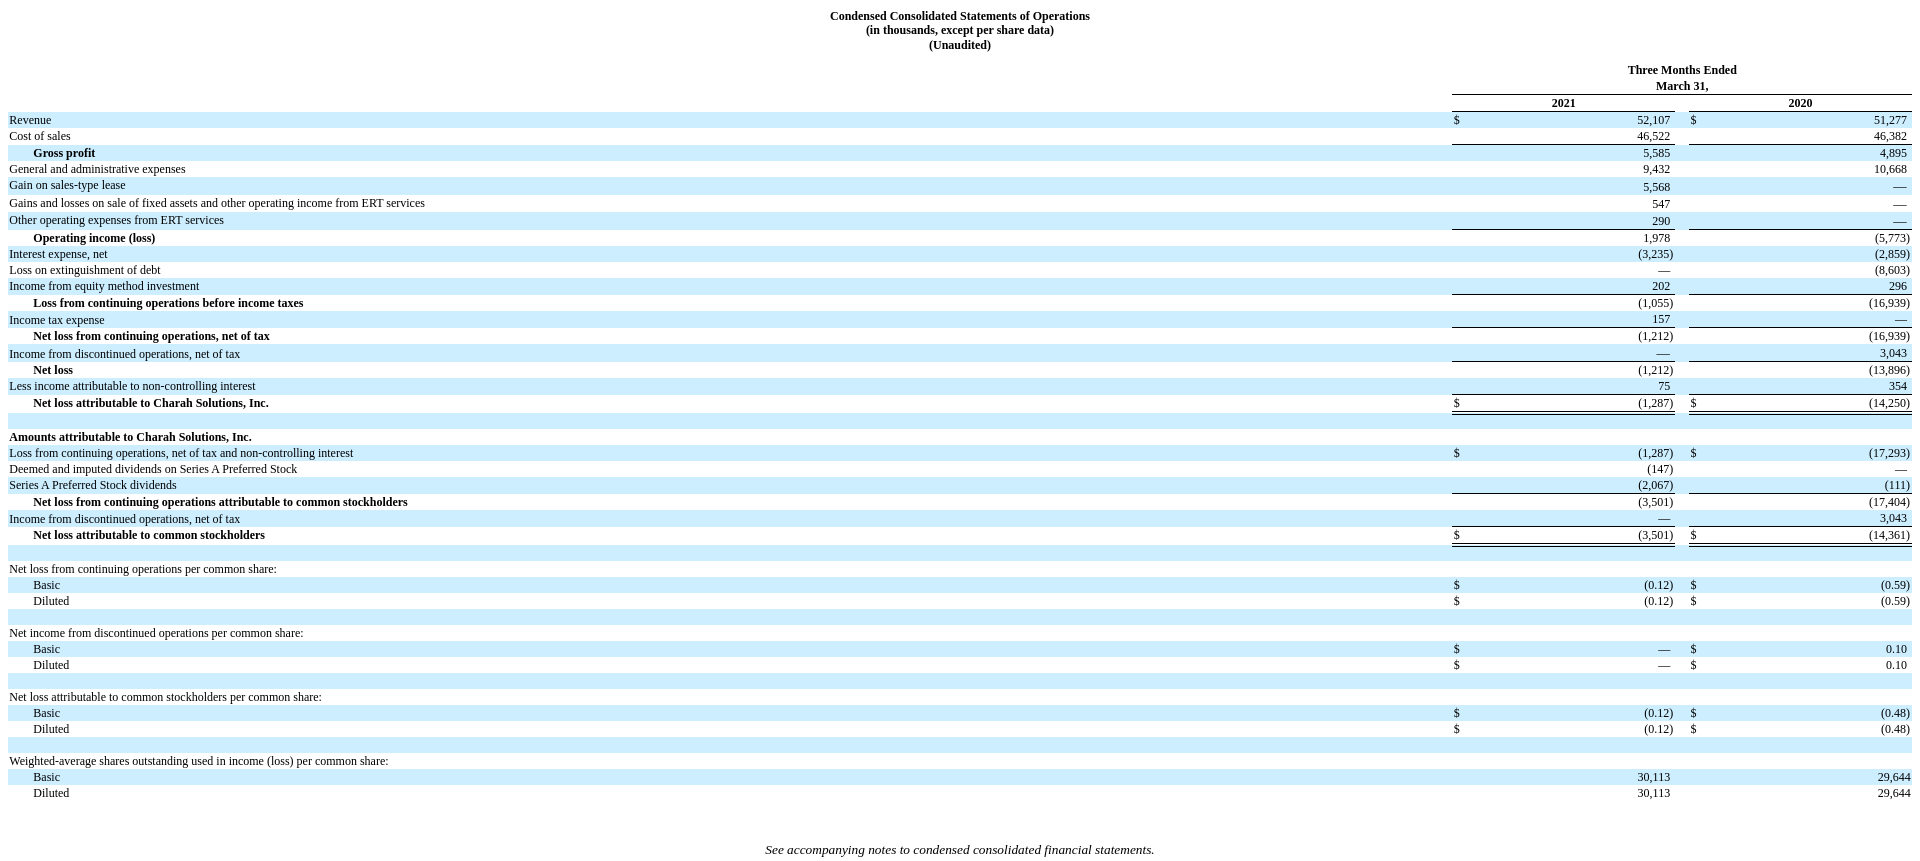 Condensed Consolidated Statements of Operations
(in thousands, except per share data)
(Unaudited)
Three Months Ended
March 31,
2021 2020
Revenue $ 52,107 $ 51,277
Cost of sales 46,522 46,382
Gross profit 5,585 4,895
General and administrative expenses 9,432 10,668
Gain on sales-type lease 5,568 —
Gains and losses on sale of fixed assets and other operating income from ERT services 547 —
Other operating expenses from ERT services 290 —
Operating income (loss) 1,978 (5,773)
Interest expense, net (3,235) (2,859)
Loss on extinguishment of debt — (8,603)
Income from equity method investment 202 296
Loss from continuing operations before income taxes (1,055) (16,939)
Income tax expense 157 —
Net loss from continuing operations, net of tax (1,212) (16,939)
Income from discontinued operations, net of tax — 3,043
Net loss (1,212) (13,896)
Less income attributable to non-controlling interest 75 354
Net loss attributable to Charah Solutions, Inc. $ (1,287) $ (14,250)
Amounts attributable to Charah Solutions, Inc.
Loss from continuing operations, net of tax and non-controlling interest $ (1,287) $ (17,293)
Deemed and imputed dividends on Series A Preferred Stock (147) —
Series A Preferred Stock dividends (2,067) (111)
Net loss from continuing operations attributable to common stockholders (3,501) (17,404)
Income from discontinued operations, net of tax — 3,043
Net loss attributable to common stockholders $ (3,501) $ (14,361)
Net loss from continuing operations per common share:
Basic $ (0.12) $ (0.59)
Diluted $ (0.12) $ (0.59)
Net income from discontinued operations per common share:
Basic $ — $ 0.10
Diluted $ — $ 0.10
Net loss attributable to common stockholders per common share:
Basic $ (0.12) $ (0.48)
Diluted $ (0.12) $ (0.48)
Weighted-average shares outstanding used in income (loss) per common share:
Basic 30,113 29,644
Diluted 30,113 29,644
See accompanying notes to condensed consolidated financial statements.